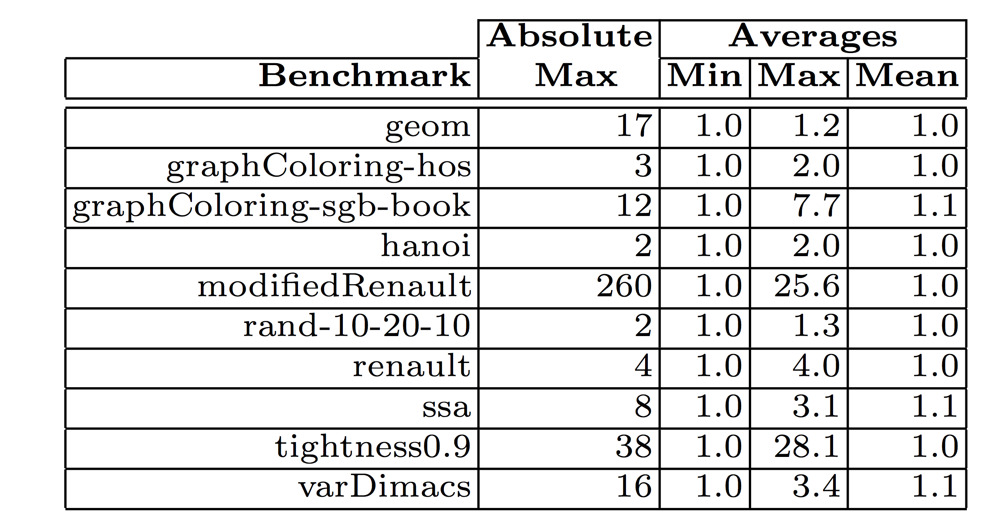 Absolute Averages
Benchmark Max Min Max Mean
geom 17 1.0 1.2 1.0
graphColoring-hos 3 1.0 2.0 1.0
graphColoring-sgb-book 12 1.0 7.7 1.1
hanoi 2 1.0 2.0 1.0
modifiedRenault 260 1.0 25.6 1.0
rand-10-20-10 2 1.0 1.3 1.0
renault 4 1.0 4.0 1.0
ssa 8 1.0 3.1 1.1
tightness0.9 38 1.0 28.1 1.0
varDimacs 16 1.0 3.4 1.1